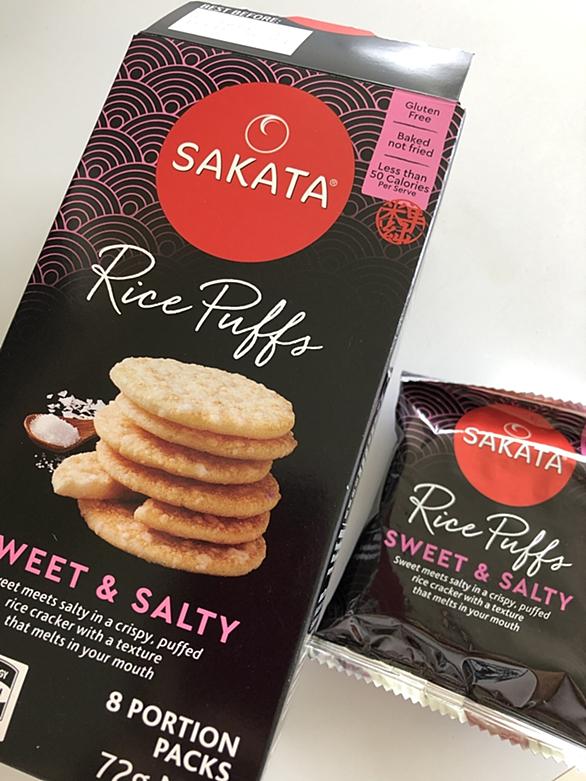 BEST BEFORE:
Gluten
Free
Baked
not fried
Less than
50 Calories
Per Serve
SAKATA®
Rice Puffs
WEET & SALTY
eet meets salty in a crispy, puffed
rice cracker with a texture
that melts in your mouth
8 PORTION
PACKS
72g
SAKATA
Rice Puffs
SWEET & SALTY
Sweet meets salty in a crispy, puffed
rice cracker with a texture
that melts in your mouth